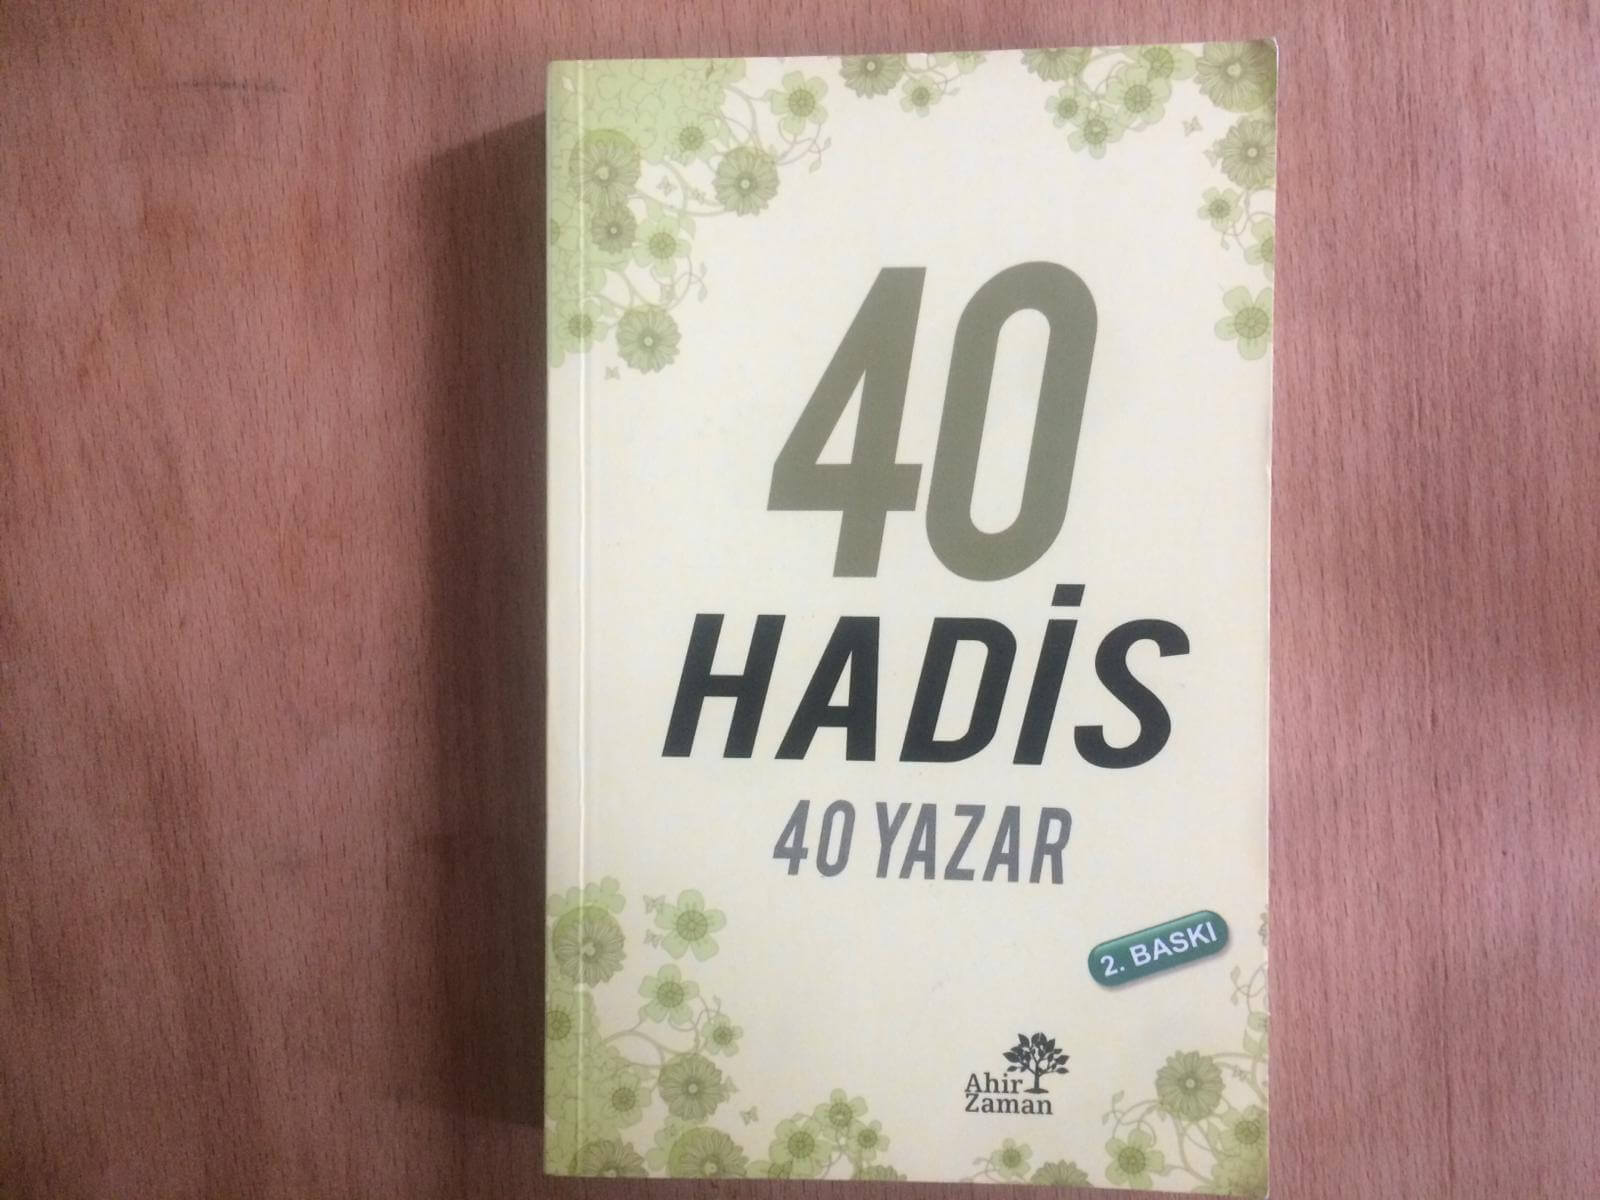 40
HADİS
40 YAZAR
2. BASKI
Ahir
Zaman